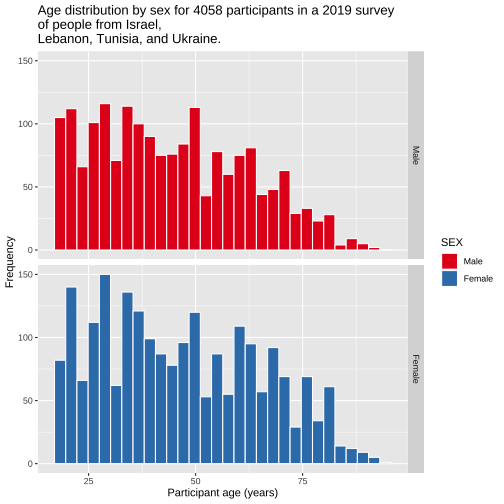 Age distribution by sex for 4058 participants in a 2019 survey
of people from Israel,
Lebanon, Tunisia, and Ukraine.
150
100
50
0
Male
150
100
50
0
Female
25
50
75
Frequency
Participant age (years)
SEX
Male
Female